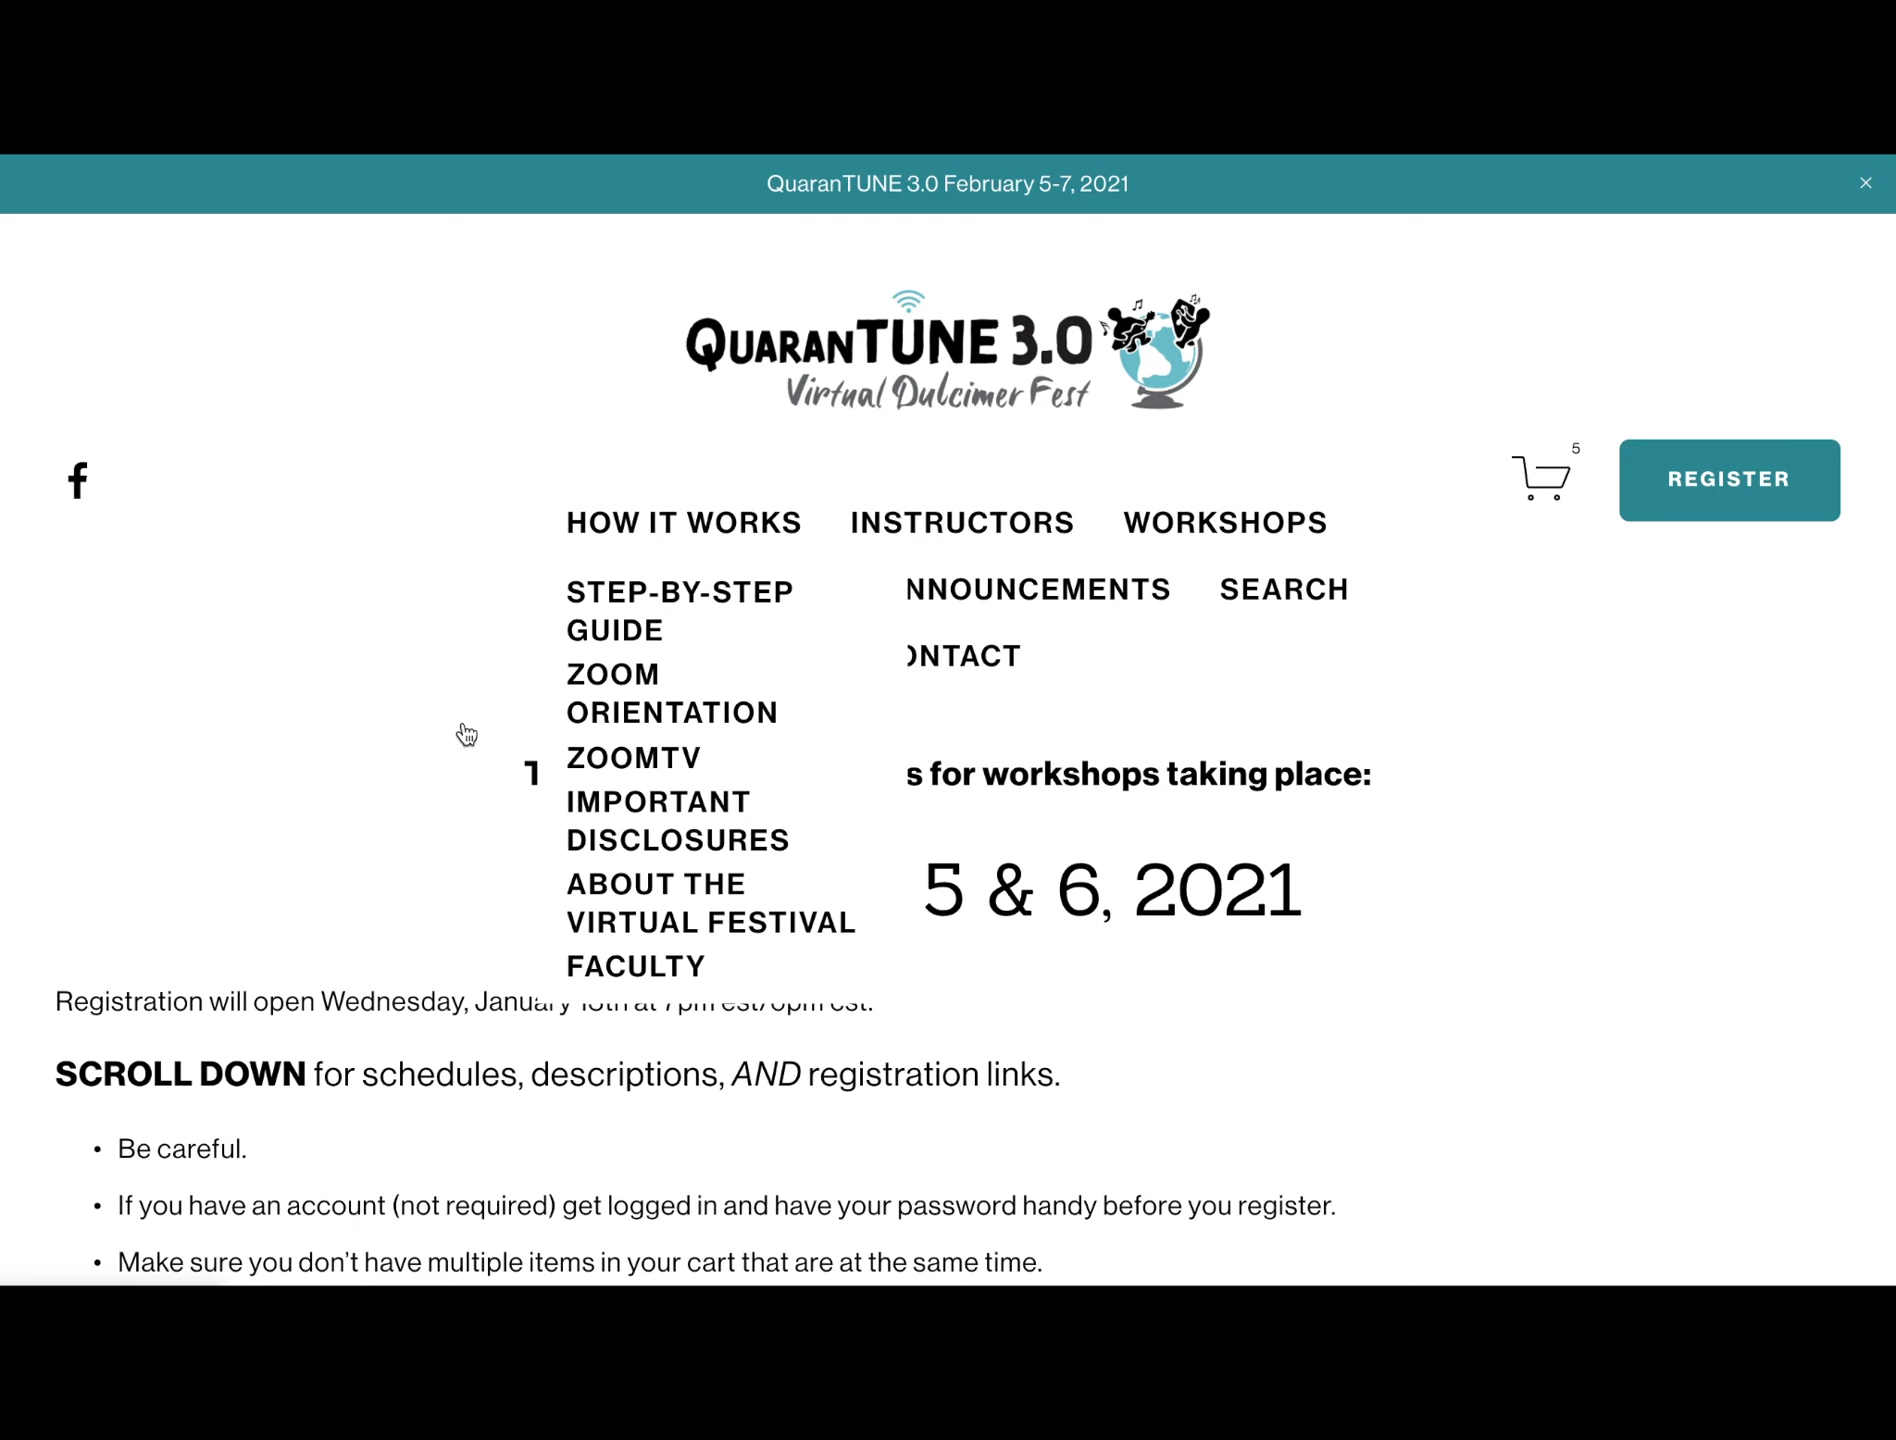 QuaranTUNE 3.0 February 5-7, 2021
QUARANTUNE 3.0
Virtual Dulcimer Fest
5
REGISTER
HOW IT WORKS INSTRUCTORS WORKSHOPS
STEP-BY-STEP
GUIDE
NNOUNCEMENTS SEARCH
ONTACT
ZOOM
ORIENTATION
ZOOMTV
s for workshops taking place:
IMPORTANT
DISCLOSURES
ABOUT THE
VIRTUAL FESTIVAL
5 & 6, 2021
FACULTY
Registration will open Wednesday, January
SCROLL DOWN for schedules, descriptions, AND registration links.
• Be careful.
• If you have an account (not required) get logged in and have your password handy before you register.
• Make sure you don’t have multiple items in your cart that are at the same time.